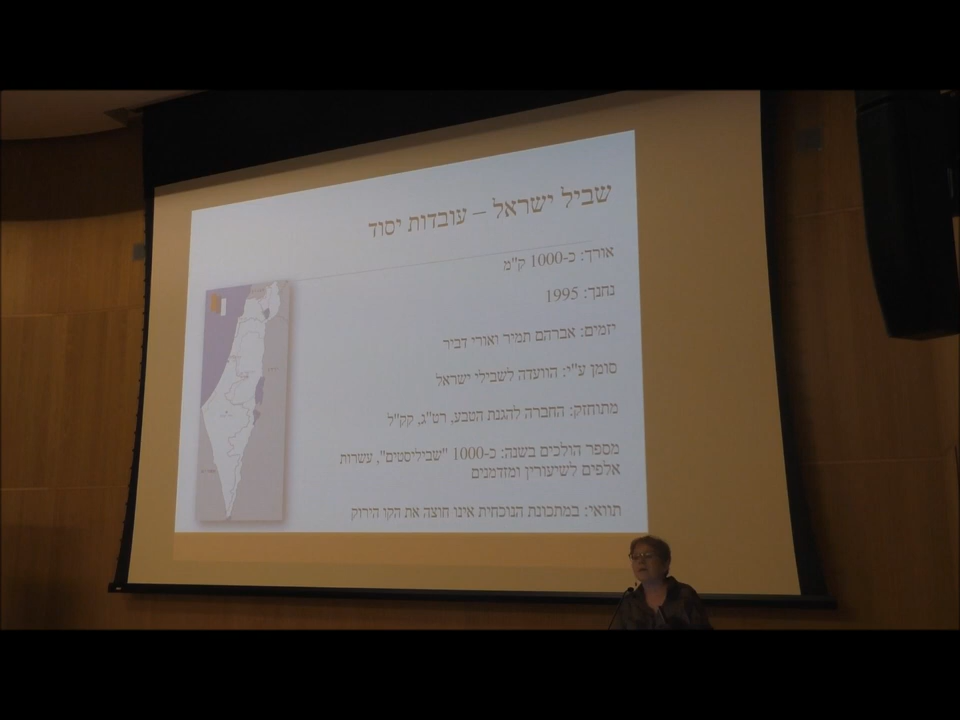 שביל ישראל – עובדות יסוד
אורך: כ-1000 ק"מ
נחנך: 1995
יזמים: אברהם תמיר ואורי דביר
סומן ע"י: הוועדה לשבילי ישראל
מתוחזק: החברה להגנת הטבע, רט"ג, קק"ל
מספר הולכים בשנה: כ-1000 "שביליסטים", עשרות
אלפים לשיעורין ומזדמנים
תוואי: במתכונת הנוכחית אינו חוצה את הקו הירוק